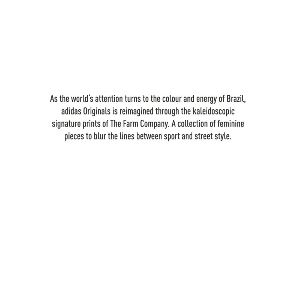 As the world's attention turns to the colour and energy of Brazil,
adidas Originals is reimagined through the kaleidoscopic
signature prints of The Farm Company. A collection of feminine
pieces to blur the lines between sport and street style.